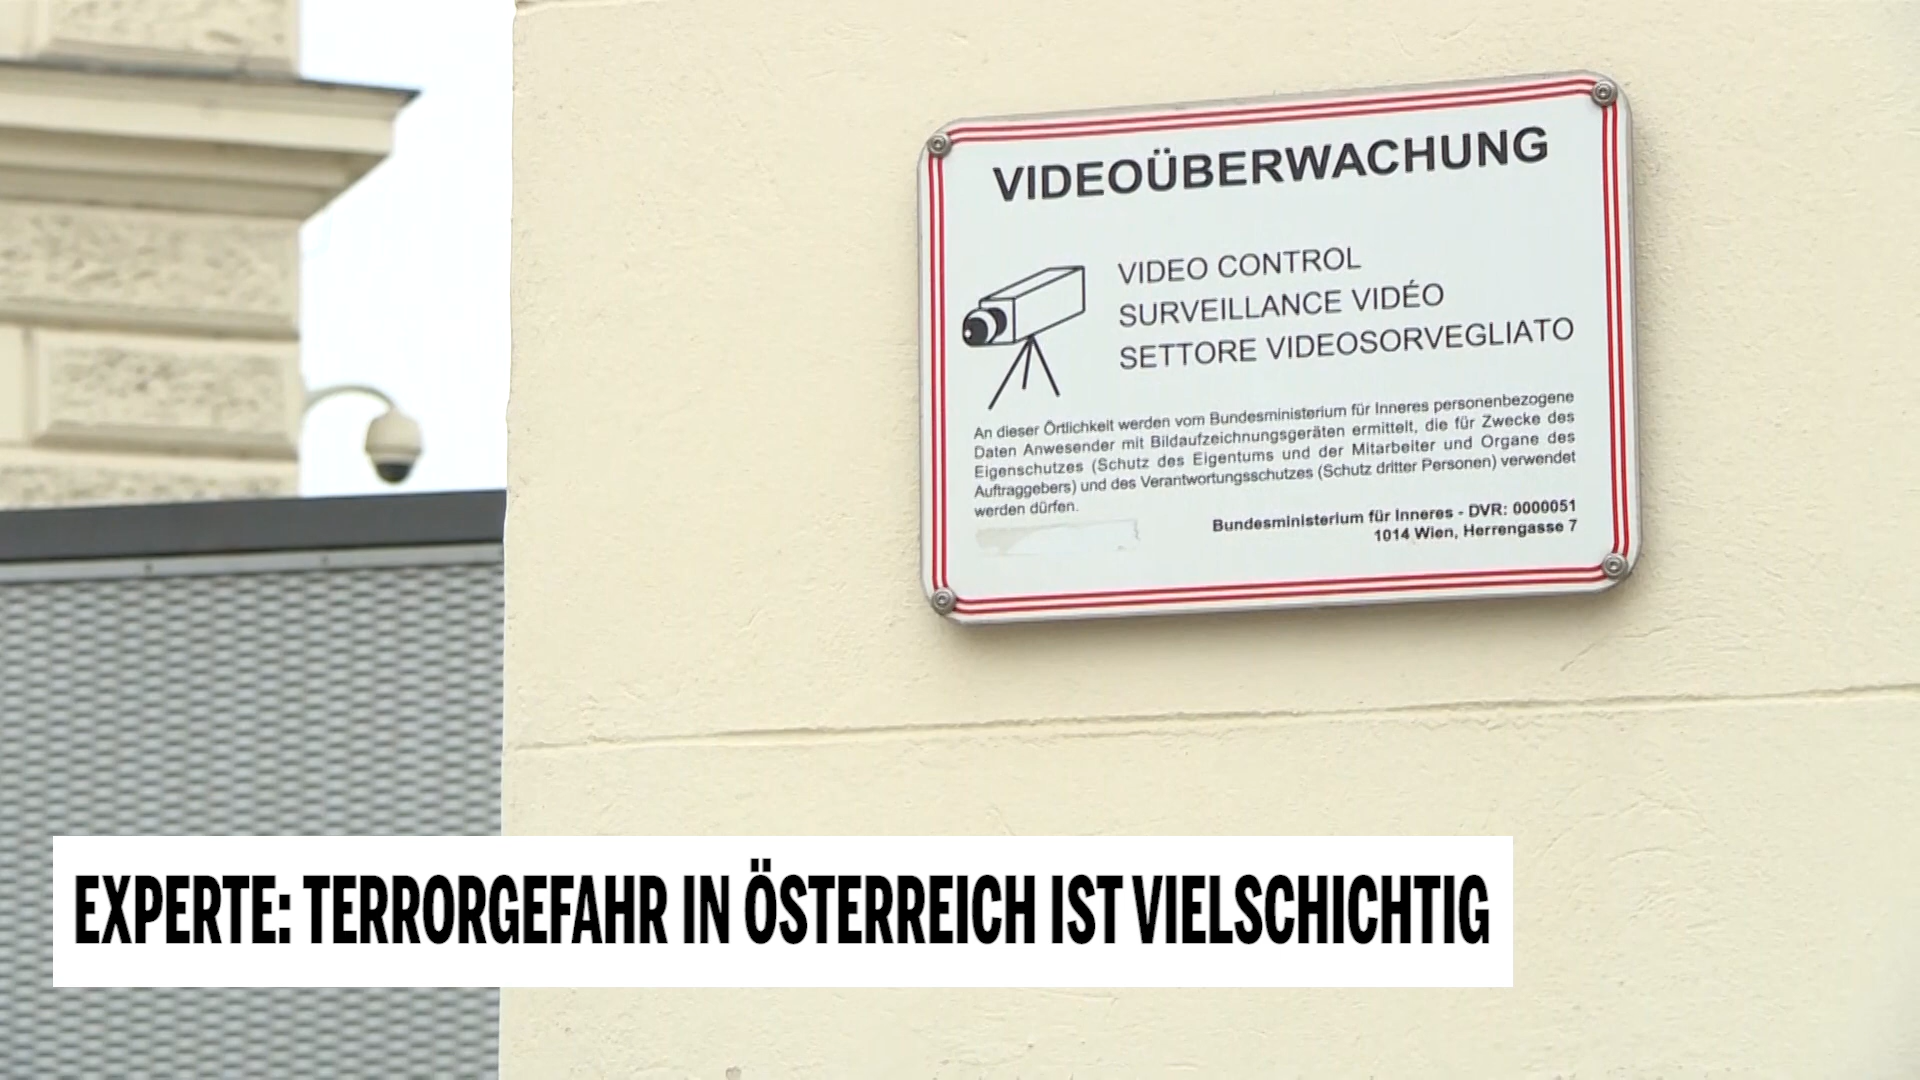 VIDEOÜBERWACHUNG
VIDEO CONTROL
SURVEILLANCE VIDÉO
SETTORE VIDEOSORVEGLIATO
An dieser Örtlichkeit werden vom Bundesministerium für Inneres personenbezogene
Daten Anwesender mit Bildaufzeichnungsgeräten ermittelt, die für Zwecke des
Eigenschutzes (Schutz des Eigentums und der Mitarbeiter und Organe des
Auftraggebers) und des Verantwortungsschutzes (Schutz dritter Personen) verwendet
werden dürfen.
Bundesministerium für Inneres - DVR: 0000051
1014 Wien, Herrengasse 7
EXPERTE: TERRORGEFAHR IN ÖSTERREICH IST VIELSCHICHTIG